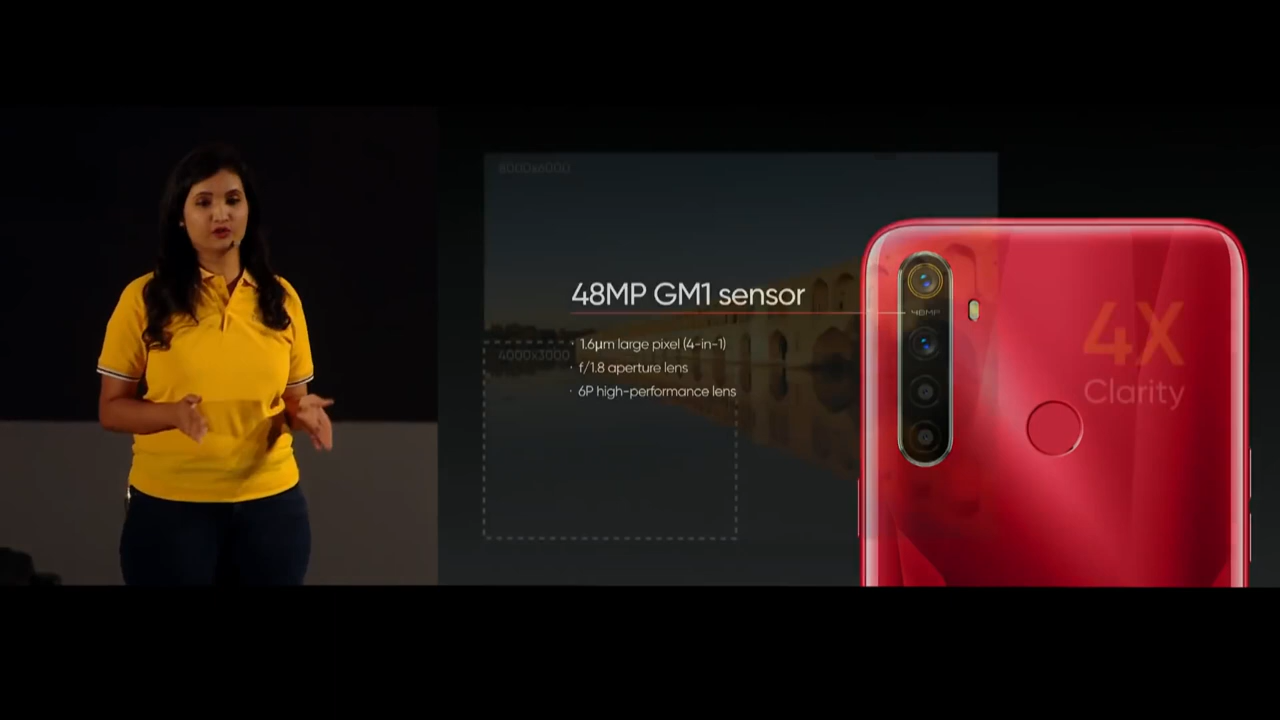 8000x6000
48MP GM1 sensor
4000x3000
· 1.6μm large pixel (4-in-1)
· f/1.8 aperture lens
· 6P high-performance lens
48MP
4X
Clarity